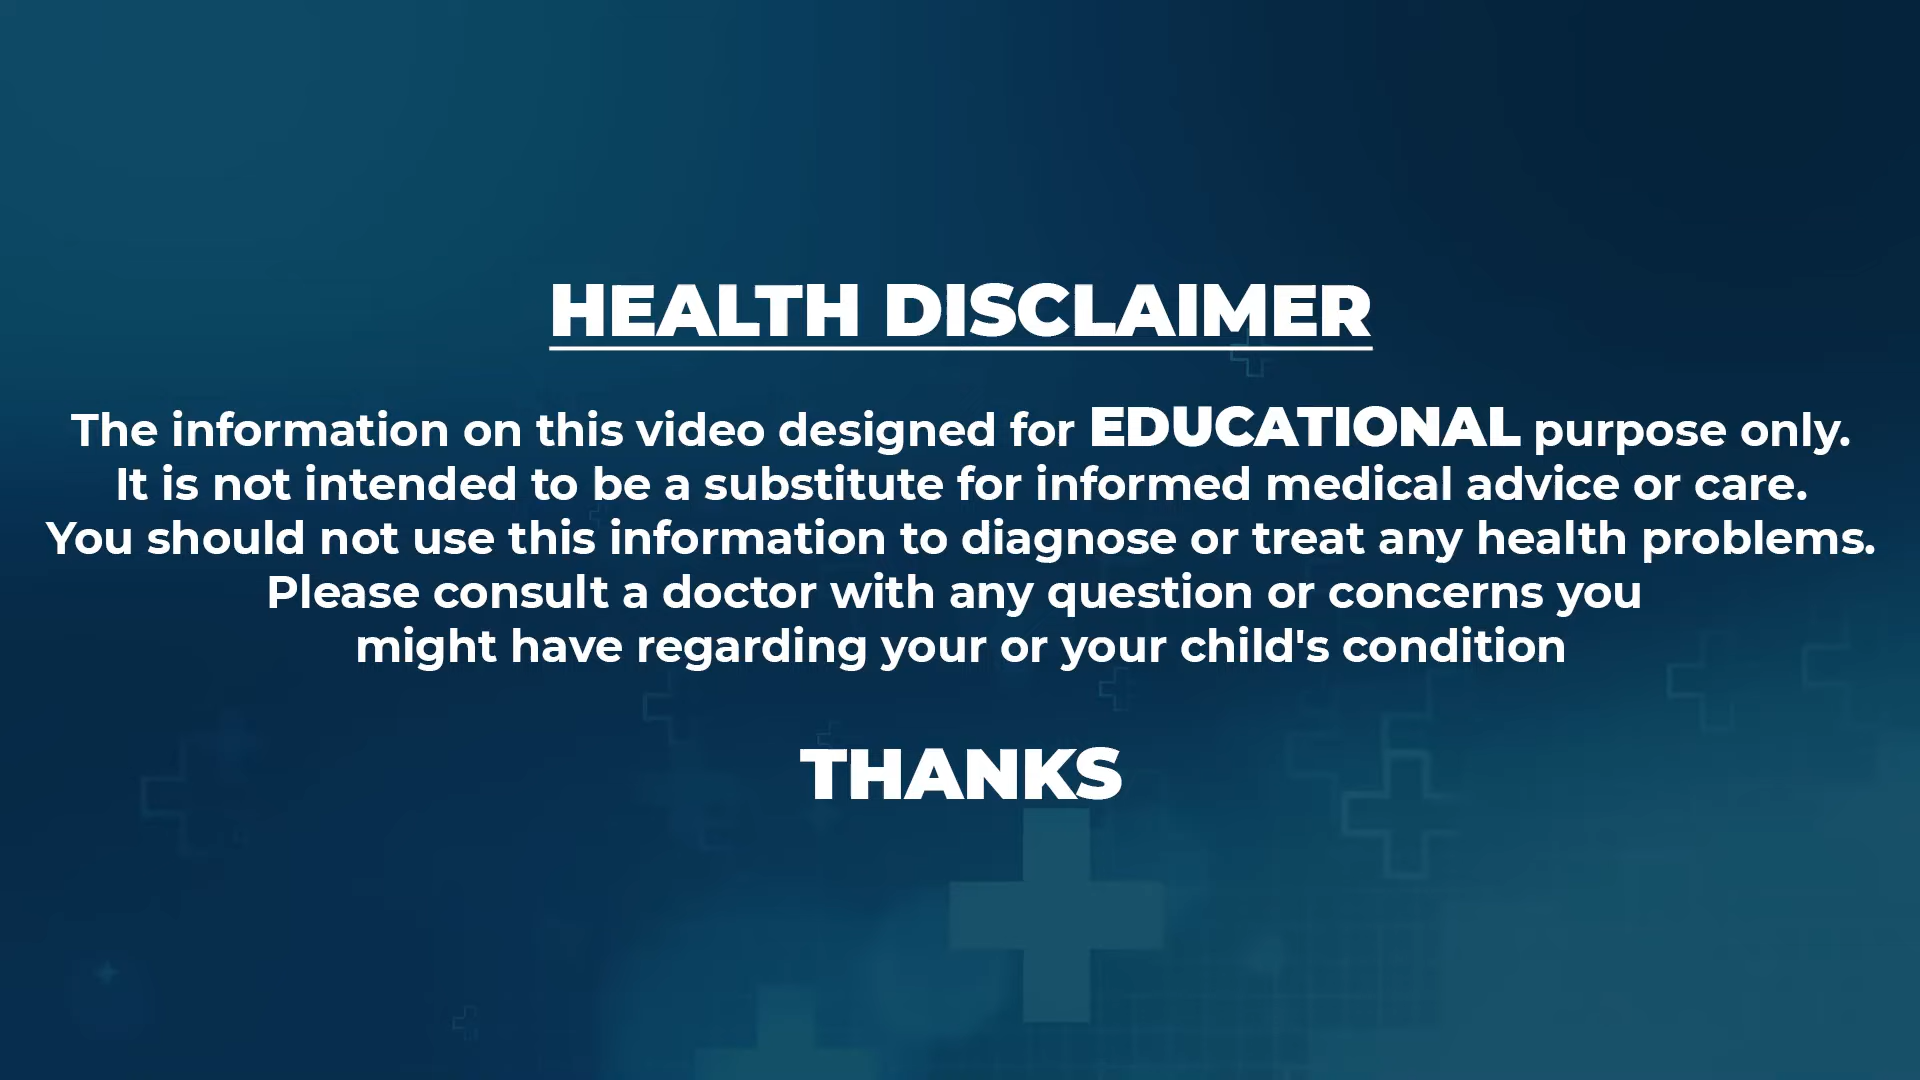 HEALTH DISCLAIMER
The information on this video designed for EDUCATIONAL purpose only.
It is not intended to be a substitute for informed medical advice or care.
You should not use this information to diagnose or treat any health problems.
Please consult a doctor with any question or concerns you
might have regarding your or your child's condition
THANKS